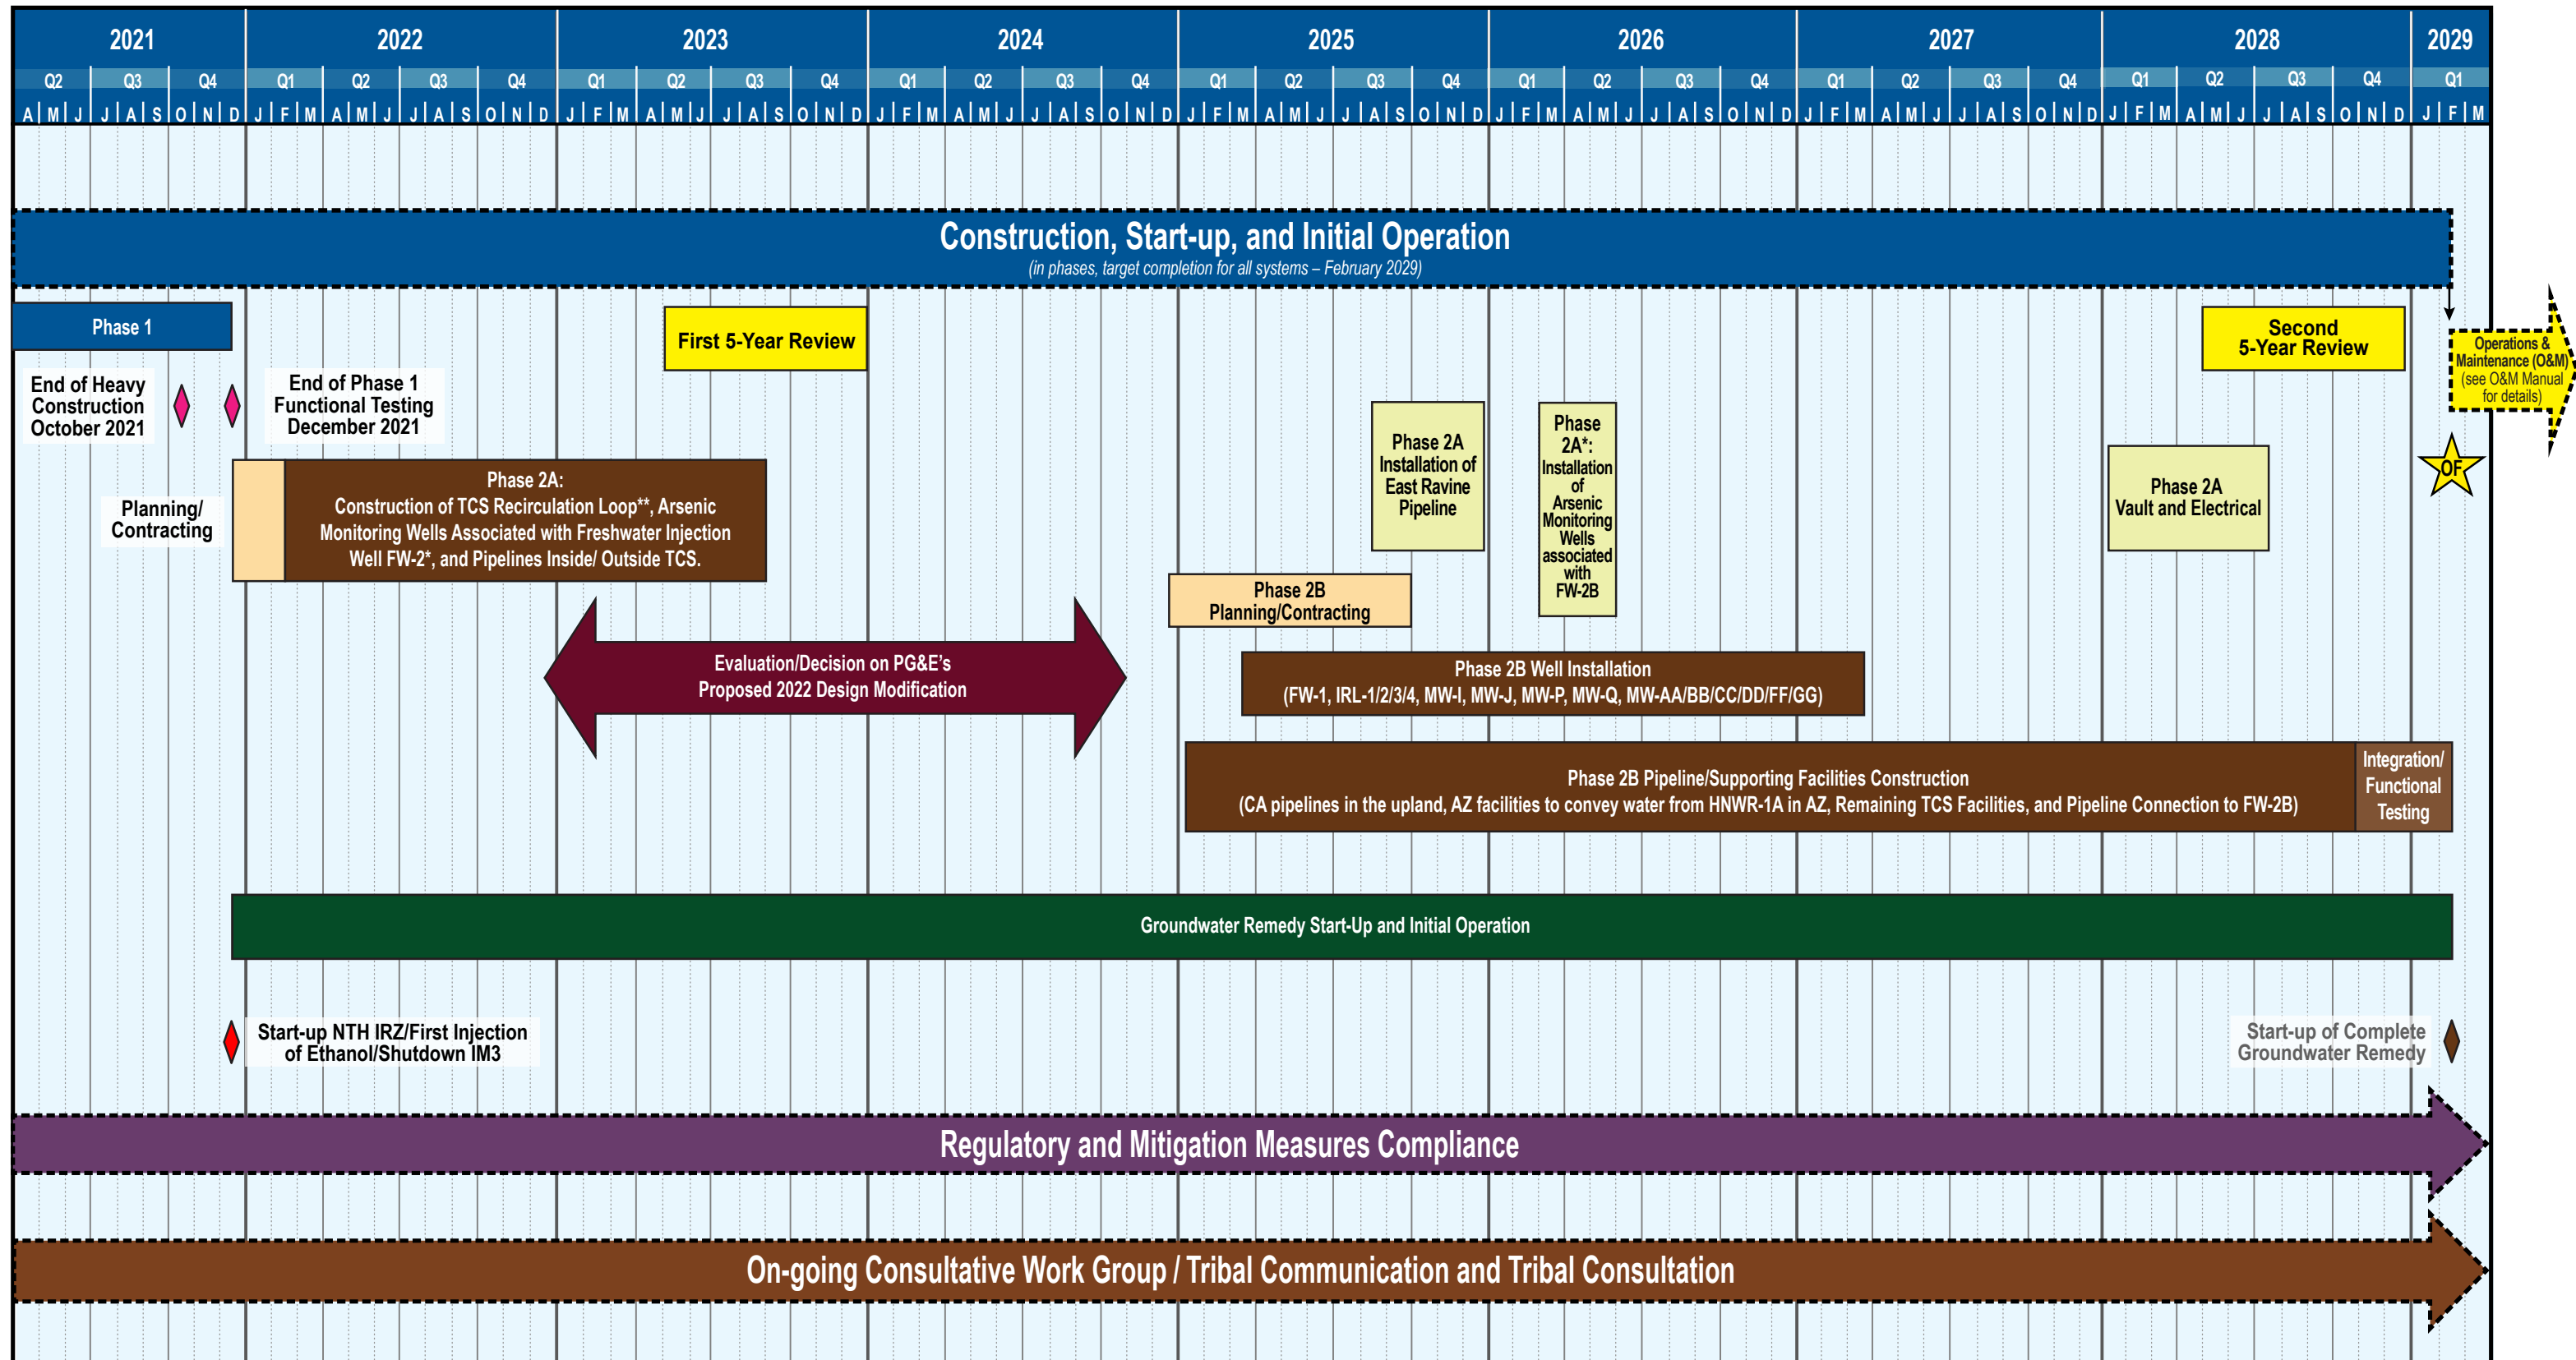 2021 2022 2023 2024 2025 2026 2027 2028 2029
Q2 Q3 Q4 Q1 Q2 Q3 Q4 Q1 Q2 Q3 Q4 Q1 Q2 Q3 Q4 Q1 Q2 Q3 Q4 Q1 Q2 Q3 Q4 Q1 Q2 Q3 Q4 Q1 Q2 Q3 Q4 Q1
A M J J A S O N D J F M A M J J A S O N D J F M A M J J A S O N D J F M A M J J A S O N D J F M A M J J A S O N D J F M A M J J A S O N D J F M A M J J A S O N D J F M A M J J A S O N D J F M
Construction, Start-up, and Initial Operation
(in phases, target completion for all systems – February 2029)
Phase 1
First 5-Year Review
Second
5-Year Review
Operations &
Maintenance (O&M)
(see O&M Manual
for details)
End of Heavy
Construction
October 2021
End of Phase 1
Functional Testing
December 2021
Phase 2A
Installation of
East Ravine
Pipeline
Phase
2A*:
Installation
of
Arsenic
Monitoring
Wells
associated
with
FW-2B
Phase 2A
Vault and Electrical
OF
Planning/
Contracting
Phase 2A:
Construction of TCS Recirculation Loop**, Arsenic
Monitoring Wells Associated with Freshwater Injection
Well FW-2*, and Pipelines Inside/ Outside TCS.
Phase 2B
Planning/Contracting
Evaluation/Decision on PG&E’s
Proposed 2022 Design Modification
Phase 2B Well Installation
(FW-1, IRL-1/2/3/4, MW-I, MW-J, MW-P, MW-Q, MW-AA/BB/CC/DD/FF/GG)
Phase 2B Pipeline/Supporting Facilities Construction
(CA pipelines in the upland, AZ facilities to convey water from HNWR-1A in AZ, Remaining TCS Facilities, and Pipeline Connection to FW-2B)
Integration/
Functional
Testing
Groundwater Remedy Start-Up and Initial Operation
Start-up NTH IRZ/First Injection
of Ethanol/Shutdown IM3
Start-up of Complete
Groundwater Remedy
Regulatory and Mitigation Measures Compliance
On-going Consultative Work Group / Tribal Communication and Tribal Consultation